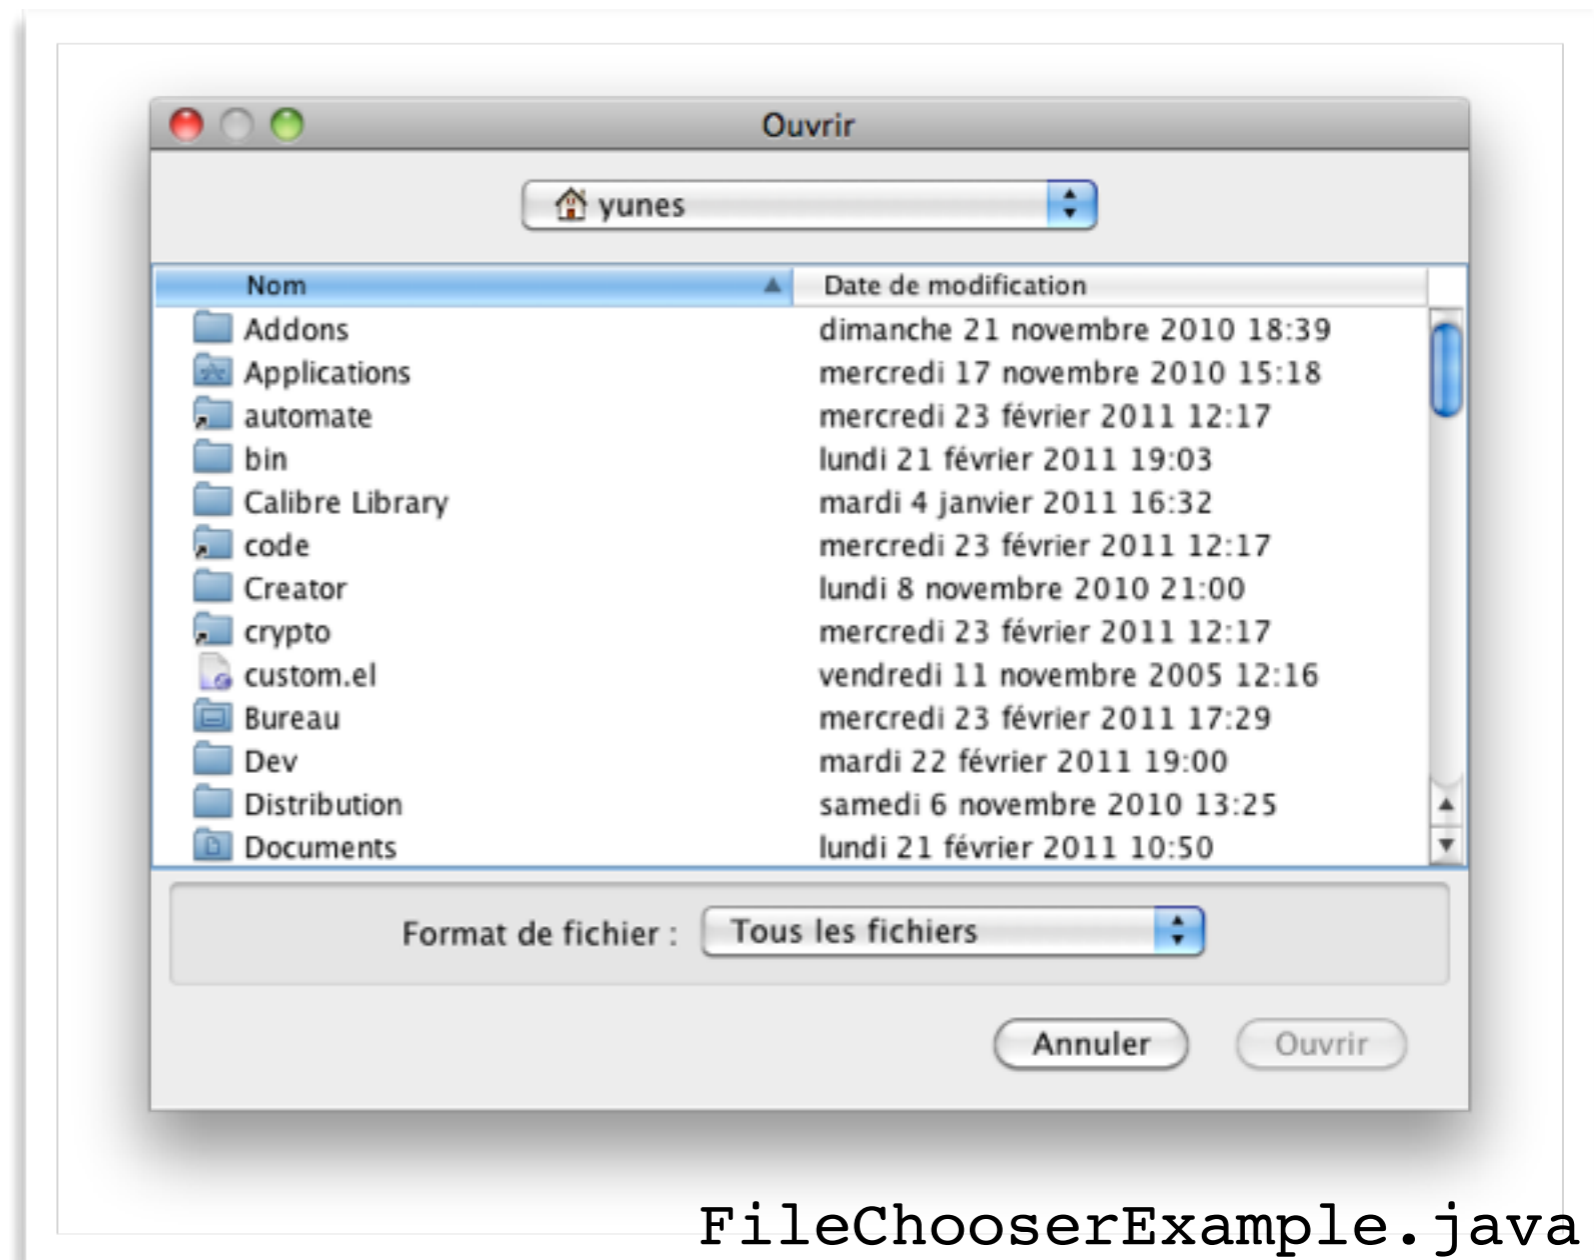 Ouvrir
yunes
Nom Date de modification
Addons dimanche 21 novembre 2010 18:39
Applications mercredi 17 novembre 2010 15:18
automate mercredi 23 février 2011 12:17
bin lundi 21 février 2011 19:03
Calibre Library mardi 4 janvier 2011 16:32
code mercredi 23 février 2011 12:17
Creator lundi 8 novembre 2010 21:00
crypto mercredi 23 février 2011 12:17
custom.el vendredi 11 novembre 2005 12:16
Bureau mercredi 23 février 2011 17:29
Dev mardi 22 février 2011 19:00
Distribution samedi 6 novembre 2010 13:25
Documents lundi 21 février 2011 10:50
Format de fichier : Tous les fichiers
Annuler Ouvrir
FileChooserExample.java